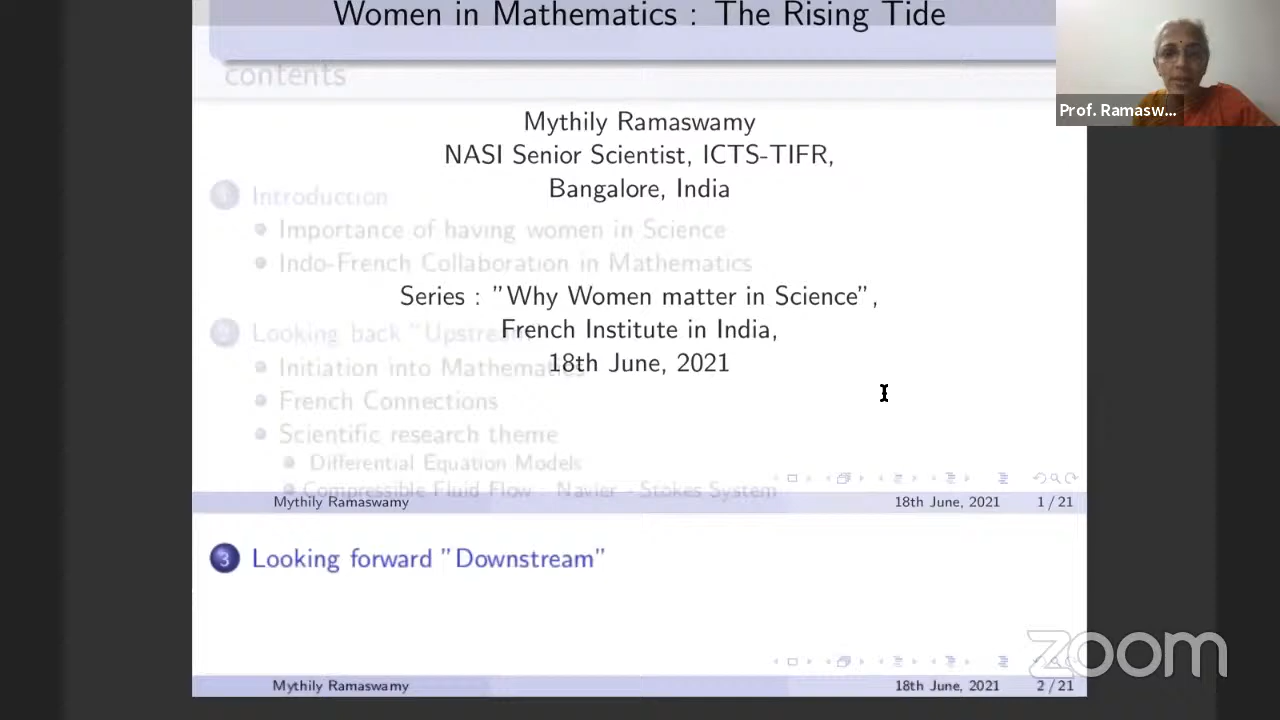 Women in Mathematics : The Rising Tide
Prof. Ramasw...
contents
Mythily Ramaswamy
NASI Senior Scientist, ICTS-TIFR,
Bangalore, India
1 Introduction
Importance of having women in Science
Indo-French Collaboration in Mathematics
Series : "Why Women matter in Science",
French Institute in India,
18th June, 2021
2 Looking back "Upstream
Initiation into Mathematics
French Connections
Scientific research theme
Differential Equation Models
Compressible Fluid Flow - Navier - Stokes System
Mythily Ramaswamy 18th June, 2021 1 / 21
3 Looking forward "Downstream"
zoom
Mythily Ramaswamy 18th June, 2021 2 / 21